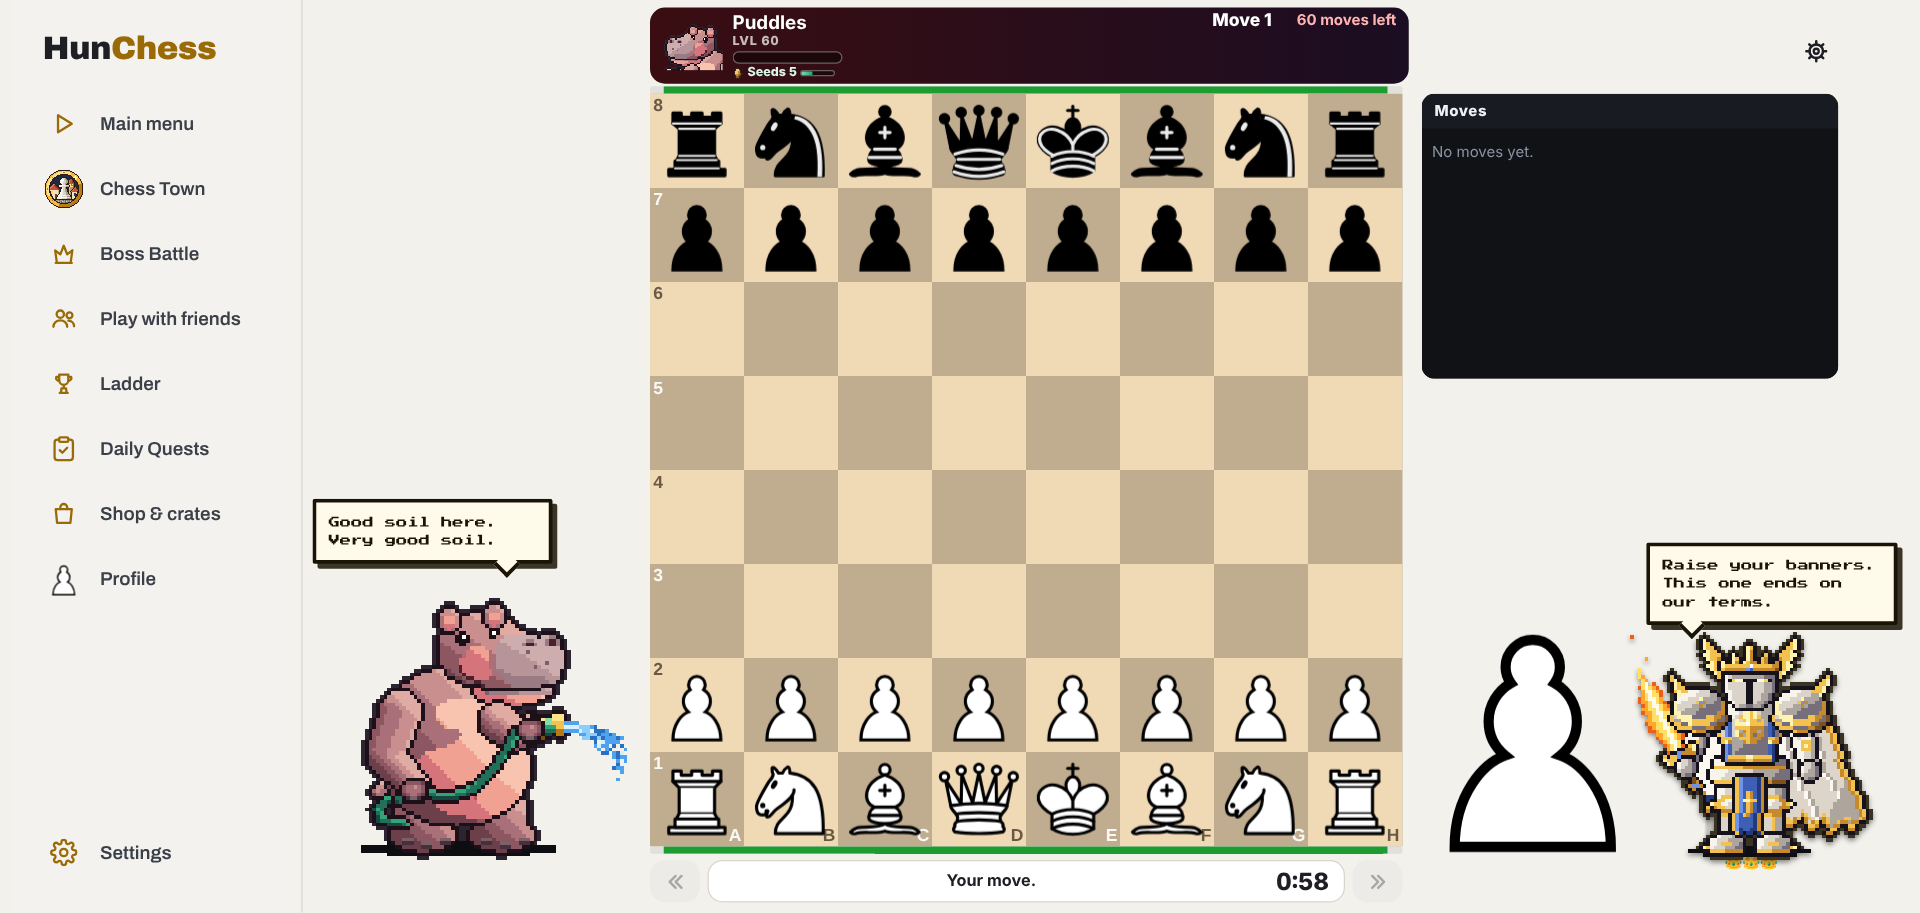 HunChess
Main menu
Chess Town
Boss Battle
Play with friends
Ladder
Daily Quests
Shop & crates
Profile
Settings
Good soil here.
Very good soil.
Puddles
LVL 60
Seeds 5
Move 1
60 moves left
8
7
6
5
4
3
2
1
A B C D E F G H
Your move.
0:58
Moves
No moves yet.
Raise your banners.
This one ends on
our terms.